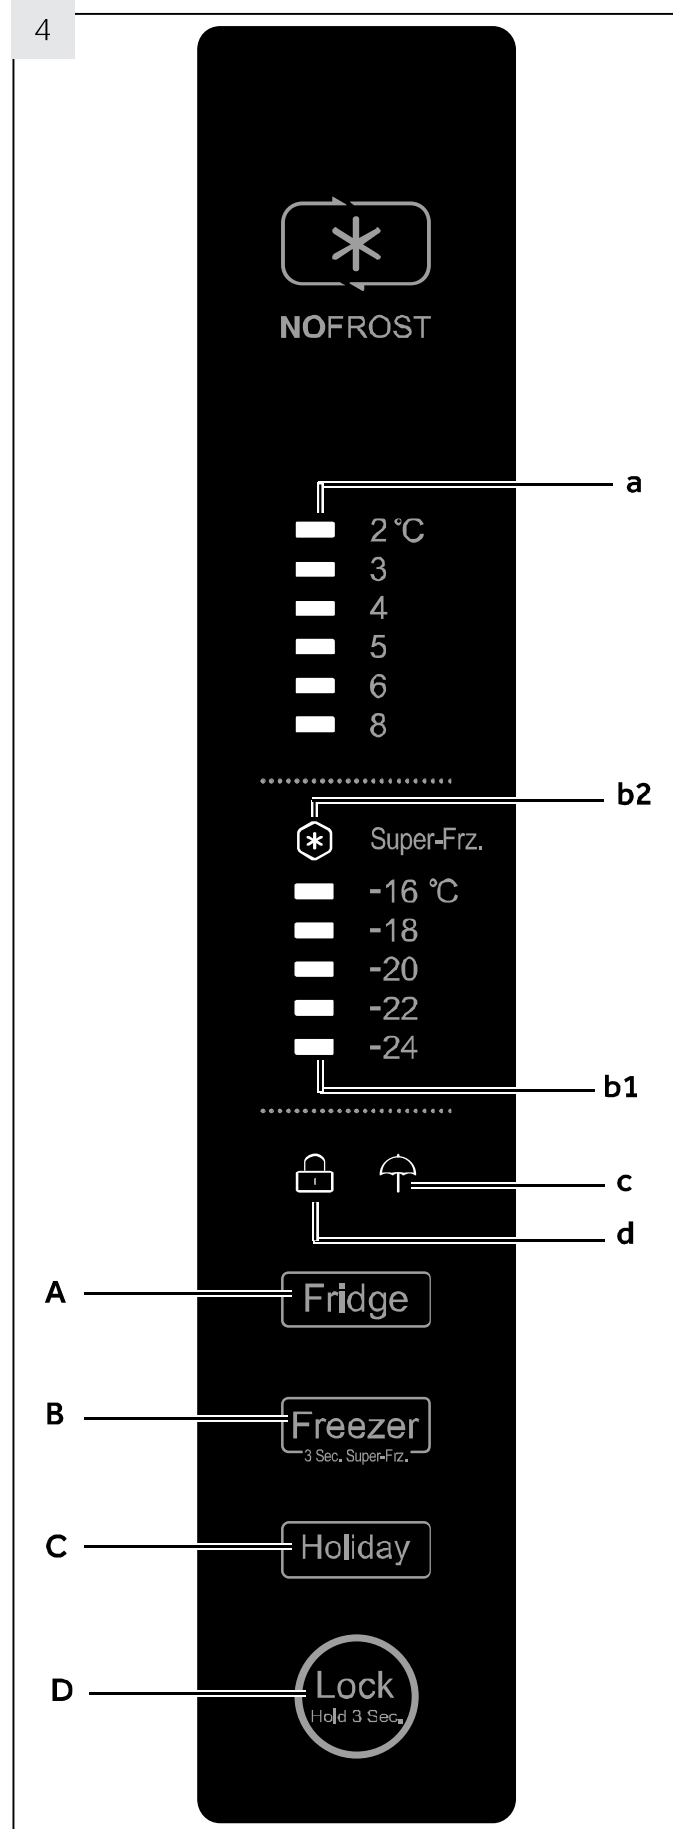 4
NOFROST
a
2 °C
3
4
5
6
8
b2
Super-Frz.
-16 °C
-18
-20
-22
-24
b1
c
d
A
Fridge
B
Freezer
3 Sec. Super-Frz.
C
Holiday
D
Lock
Hold 3 Sec.